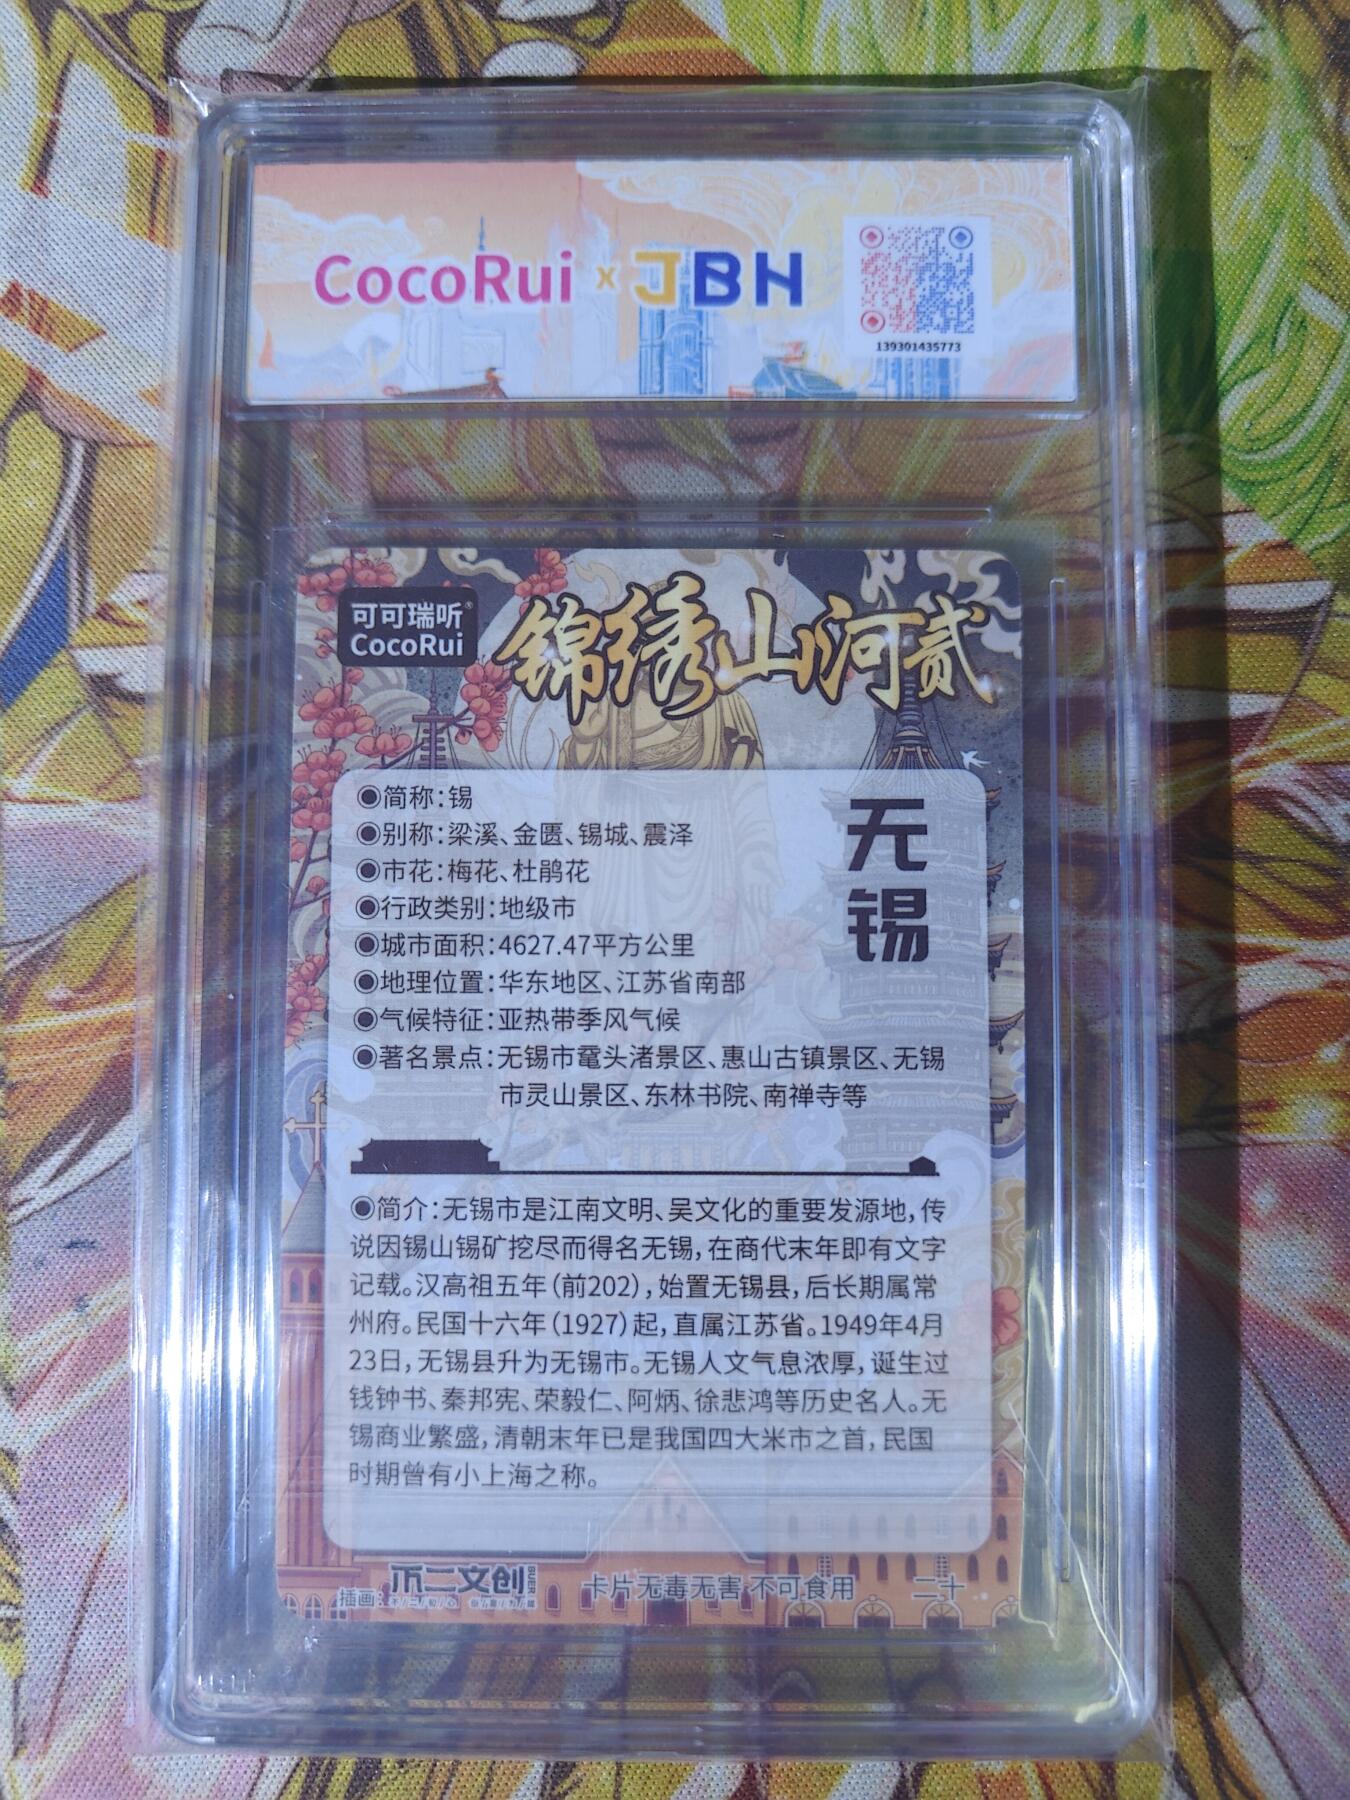 CocoRui x JBH
139301435773
可可瑞听®
CocoRui
锦绣山河贰
无锡
◉简称：锡
◉别称：梁溪、金匮、锡城、震泽
◉市花：梅花、杜鹃花
◉行政类别：地级市
◉城市面积：4627.47平方公里
◉地理位置：华东地区、江苏省南部
◉气候特征：亚热带季风气候
◉著名景点：无锡市鼋头渚景区、惠山古镇景区、无锡
市灵山景区、东林书院、南禅寺等
◉简介：无锡市是江南文明、吴文化的重要发源地，传
说因锡山锡矿挖尽而得名无锡，在商代末年即有文字
记载。汉高祖五年（前202），始置无锡县，后长期属常
州府。民国十六年（1927）起，直属江苏省。1949年4月
23日，无锡县升为无锡市。无锡人文气息浓厚，诞生过
钱钟书、秦邦宪、荣毅仁、阿炳、徐悲鸿等历史名人。无
锡商业繁盛，清朝末年已是我国四大米市之首，民国
时期曾有小上海之称。
插画：不二文创 BUER
卡片无毒无害 不可食用
二十